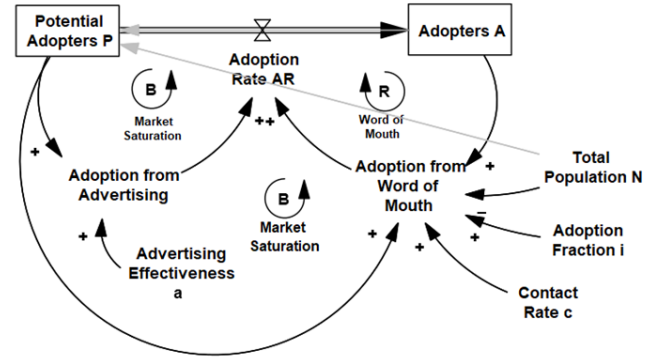 Potential
Adopters P
Adopters A
Adoption
Rate AR
B
Market
Saturation
R
Word of
Mouth
++
+
+
Adoption from
Advertising
Adoption from
Word of
Mouth
Total
Population N
B
Market
Saturation
–
+
+
+
+
Adoption
Fraction i
Advertising
Effectiveness
a
Contact
Rate c